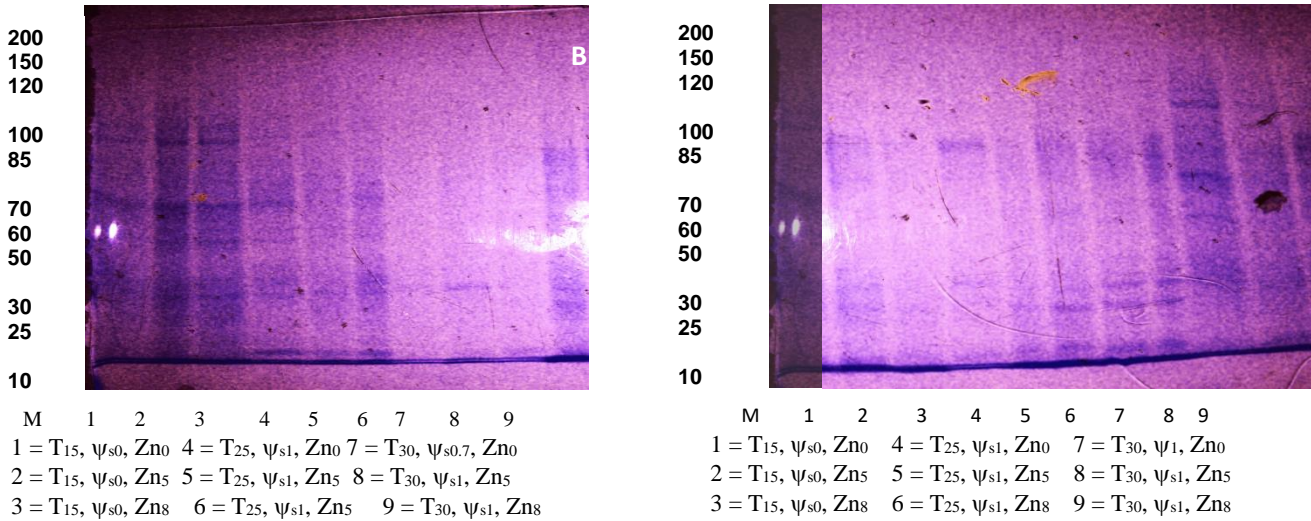 200
150
120
100
85
70
60
50
30
25
10
B
M 1 2 3 4 5 6 7 8 9
1 = T15, ψs0, Zn0 4 = T25, ψs1, Zn0 7 = T30, ψs0.7, Zn0
2 = T15, ψs0, Zn5 5 = T25, ψs1, Zn5 8 = T30, ψs1, Zn5
3 = T15, ψs0, Zn8 6 = T25, ψs1, Zn5 9 = T30, ψs1, Zn8
200
150
120
100
85
70
60
50
30
25
10
M 1 2 3 4 5 6 7 8 9
1 = T15, ψs0, Zn0 4 = T25, ψs1, Zn0 7 = T30, ψ1, Zn0
2 = T15, ψs0, Zn5 5 = T25, ψs1, Zn5 8 = T30, ψs1, Zn5
3 = T15, ψs0, Zn8 6 = T25, ψs1, Zn8 9 = T30, ψs1, Zn8